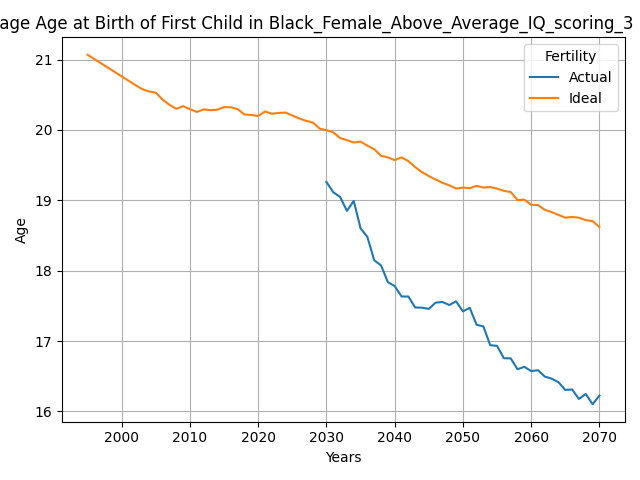 age Age at Birth of First Child in Black_Female_Above_Average_IQ_scoring_3
Fertility
Actual
Ideal
21
20
19
18
17
16
Age
2000 2010 2020 2030 2040 2050 2060 2070
Years